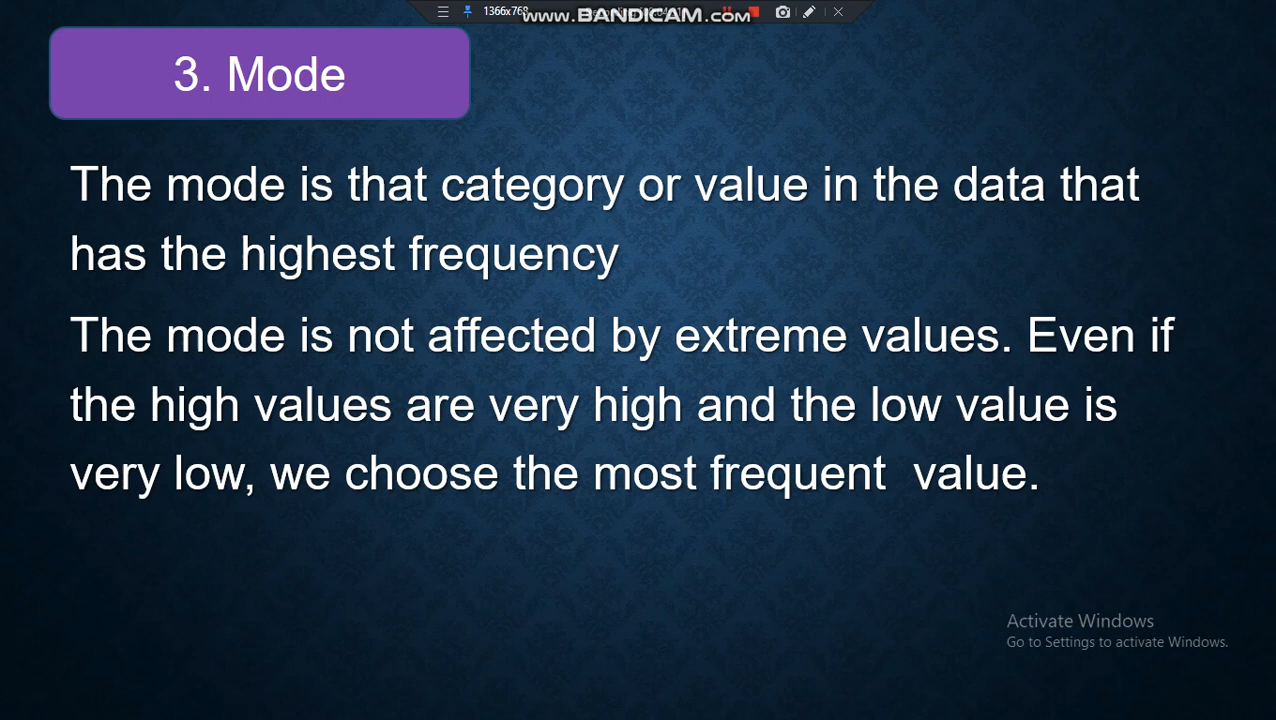 1366x768
www.BANDICAM.com
3. Mode
The mode is that category or value in the data that
has the highest frequency
The mode is not affected by extreme values. Even if
the high values are very high and the low value is
very low, we choose the most frequent  value.
Activate Windows
Go to Settings to activate Windows.